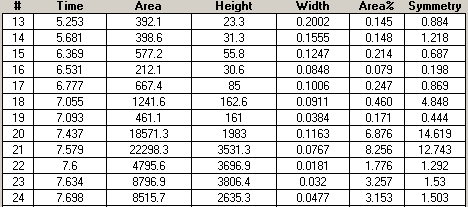 # Time Area Height Width Area% Symmetry
13 5.253 392.1 23.3 0.2002 0.145 0.884
14 5.681 398.6 31.3 0.1555 0.148 1.218
15 6.369 577.2 55.8 0.1247 0.214 0.687
16 6.531 212.1 30.6 0.0848 0.079 0.198
17 6.777 667.4 85 0.1006 0.247 0.869
18 7.055 1241.6 162.6 0.0911 0.460 4.848
19 7.093 461.1 161 0.0384 0.171 0.444
20 7.437 18571.3 1983 0.1163 6.876 14.619
21 7.579 22298.3 3531.3 0.0767 8.256 12.743
22 7.6 4795.6 3696.9 0.0181 1.776 1.292
23 7.634 8796.9 3806.4 0.032 3.257 1.53
24 7.698 8515.7 2635.3 0.0477 3.153 1.503